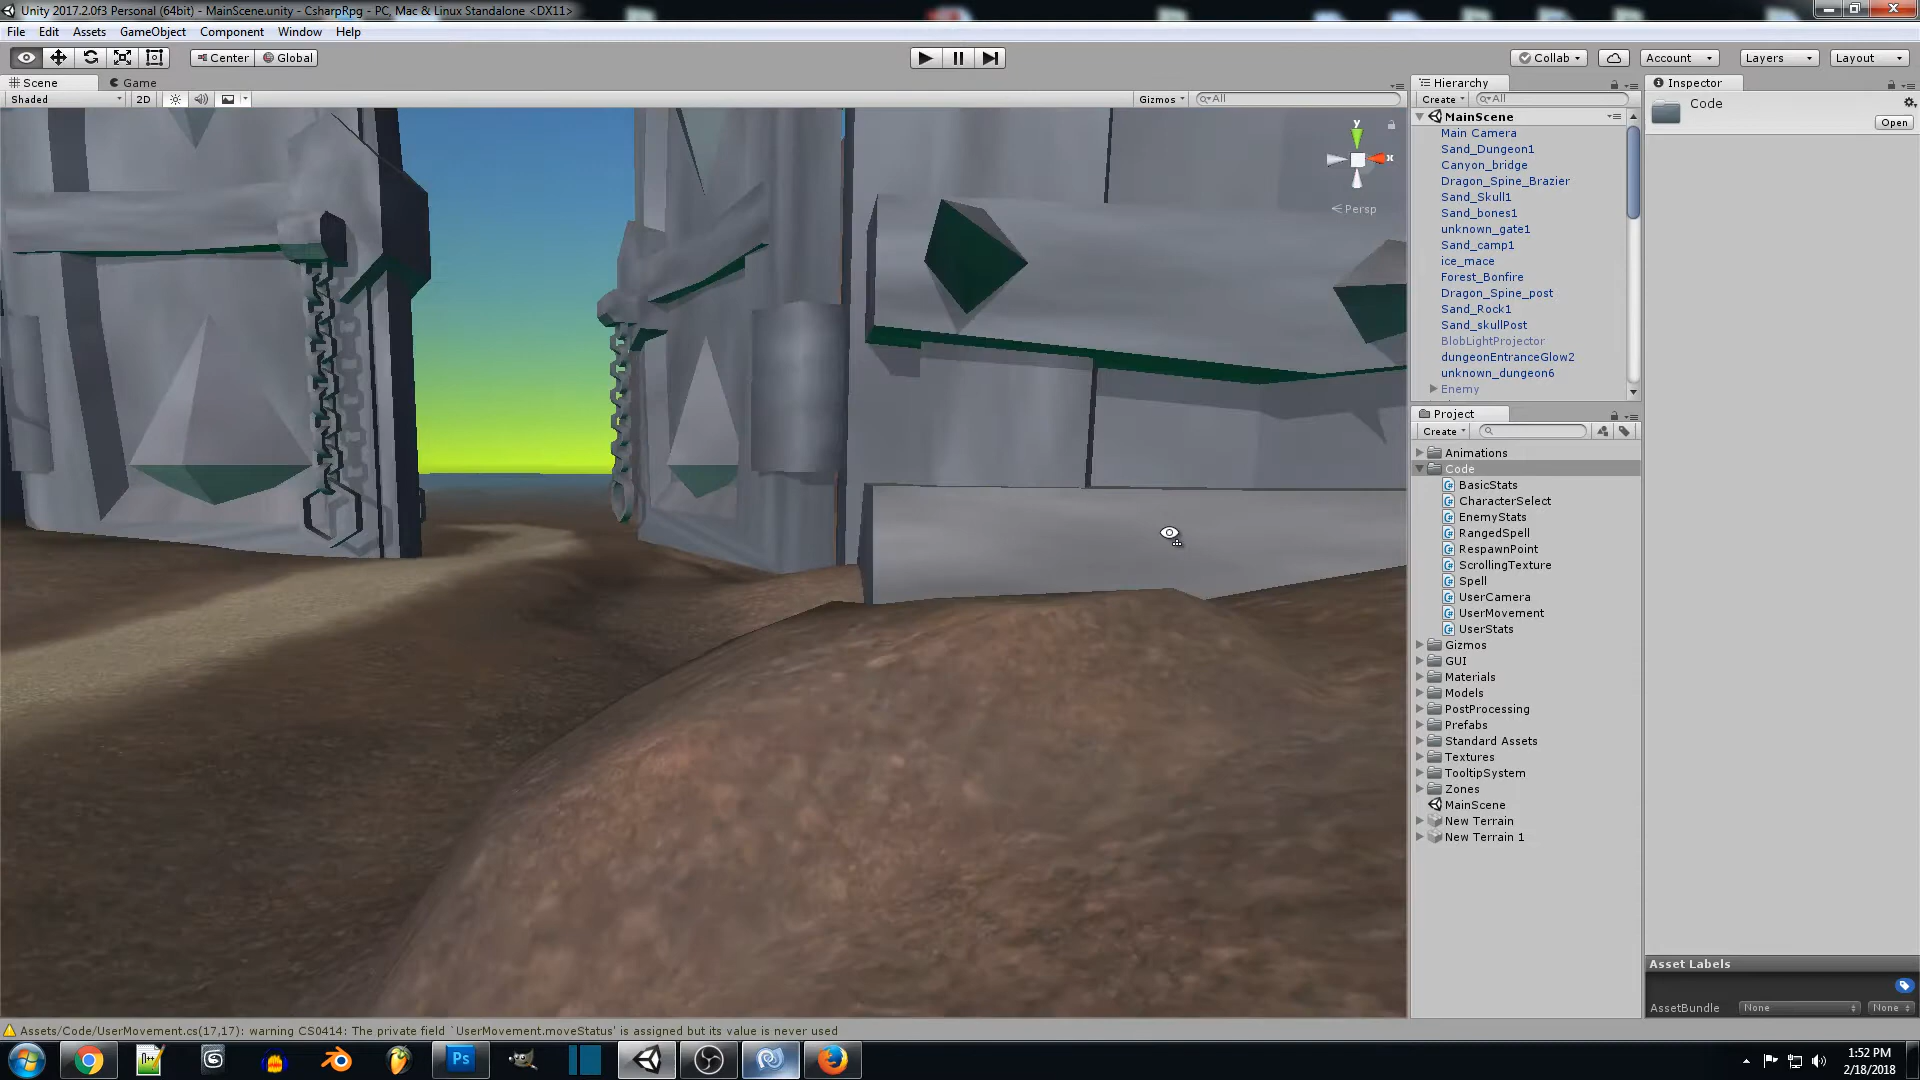 Unity 2017.2.0f3 Personal (64bit) - MainScene.unity - CsharpRpg - PC, Mac & Linux Standalone <DX11>
File Edit Assets GameObject Component Window Help
Center Global Collab Account Layers Layout
Scene Game
Shaded 2D Gizmos All
y
x
Persp
Hierarchy
Create All
MainScene
Main Camera
Sand_Dungeon1
Canyon_bridge
Dragon_Spine_Brazier
Sand_Skull1
Sand_bones1
unknown_gate1
Sand_camp1
ice_mace
Forest_Bonfire
Dragon_Spine_post
Sand_Rock1
Sand_skullPost
BlobLightProjector
dungeonEntranceGlow2
unknown_dungeon6
Enemy
Project
Create
Animations
Code
BasicStats
CharacterSelect
EnemyStats
RangedSpell
RespawnPoint
ScrollingTexture
Spell
UserCamera
UserMovement
UserStats
Gizmos
GUI
Materials
Models
PostProcessing
Prefabs
Standard Assets
Textures
TooltipSystem
Zones
MainScene
New Terrain
New Terrain 1
Inspector
Code
Open
Asset Labels
AssetBundle None None
Assets/Code/UserMovement.cs(17,17): warning CS0414: The private field `UserMovement.moveStatus' is assigned but its value is never used
Ps
1:52 PM
2/18/2018